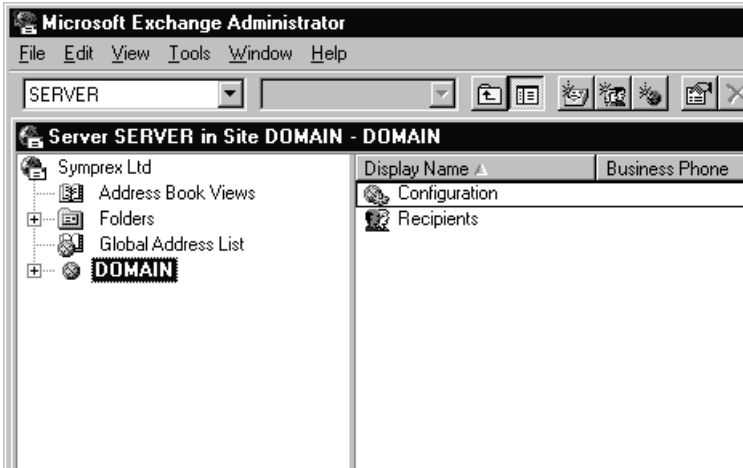 Microsoft Exchange Administrator
File Edit View Tools Window Help
SERVER
Server SERVER in Site DOMAIN - DOMAIN
Symprex Ltd
Address Book Views
Folders
Global Address List
DOMAIN
Display Name Business Phone
Configuration
Recipients